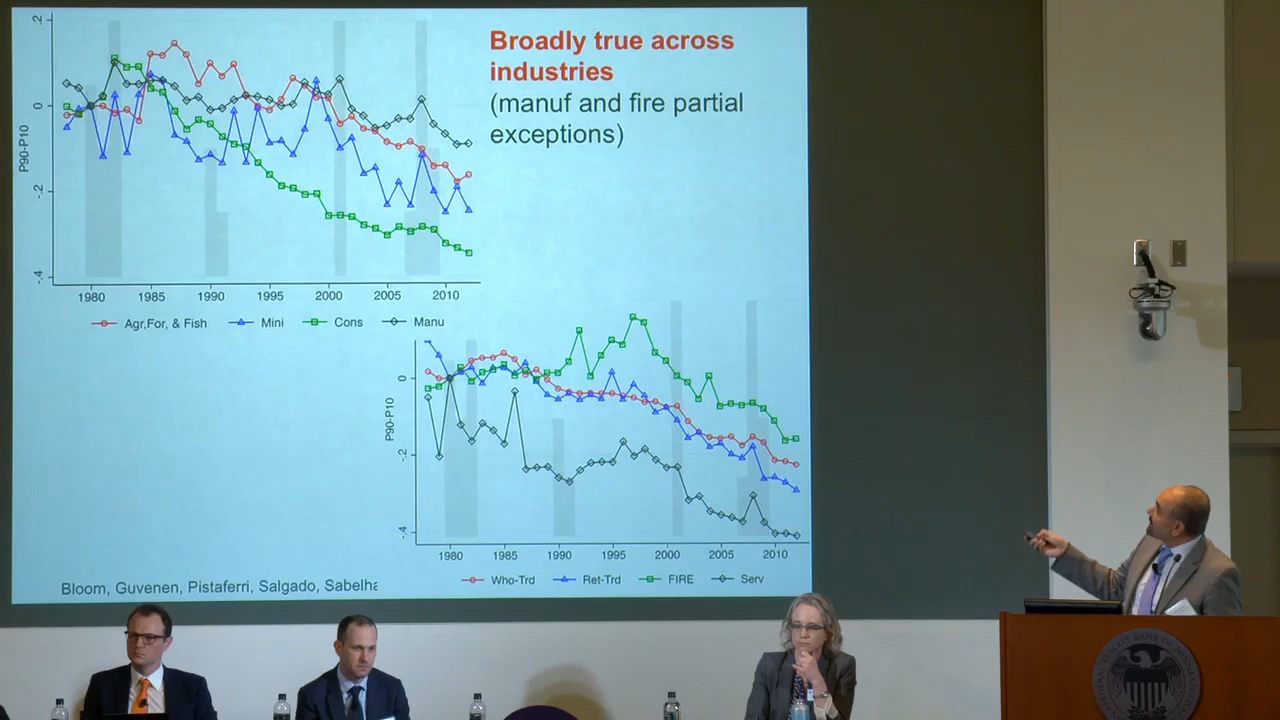 Broadly true across
industries
(manuf and fire partial
exceptions)
.2
0
-.2
-.4
P90-P10
1980 1985 1990 1995 2000 2005 2010
Agr,For, & Fish Mini Cons Manu
0
-.2
-.4
P90-P10
1980 1985 1990 1995 2000 2005 2010
Who-Trd Ret-Trd FIRE Serv
Bloom, Guvenen, Pistaferri, Salgado, Sabelha